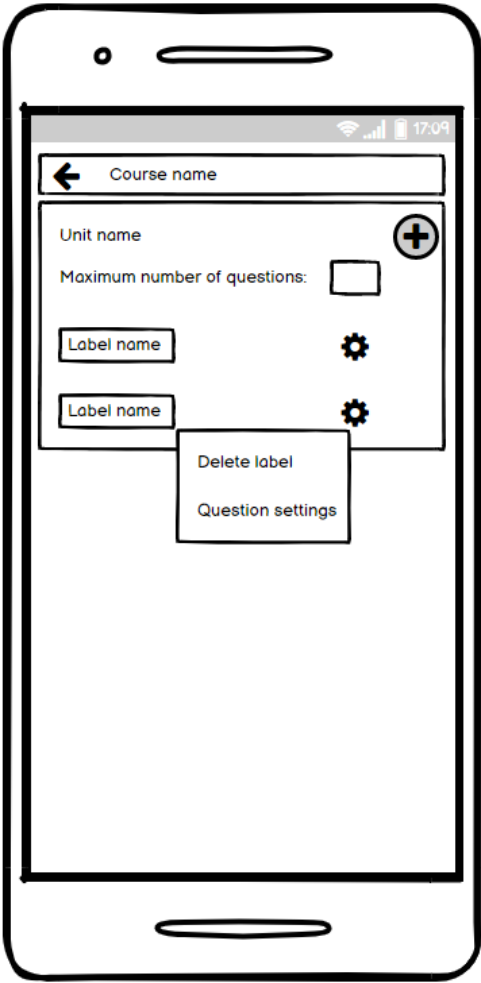 17:09
Course name
Unit name
Maximum number of questions:
Label name
Label name
Delete label
Question settings